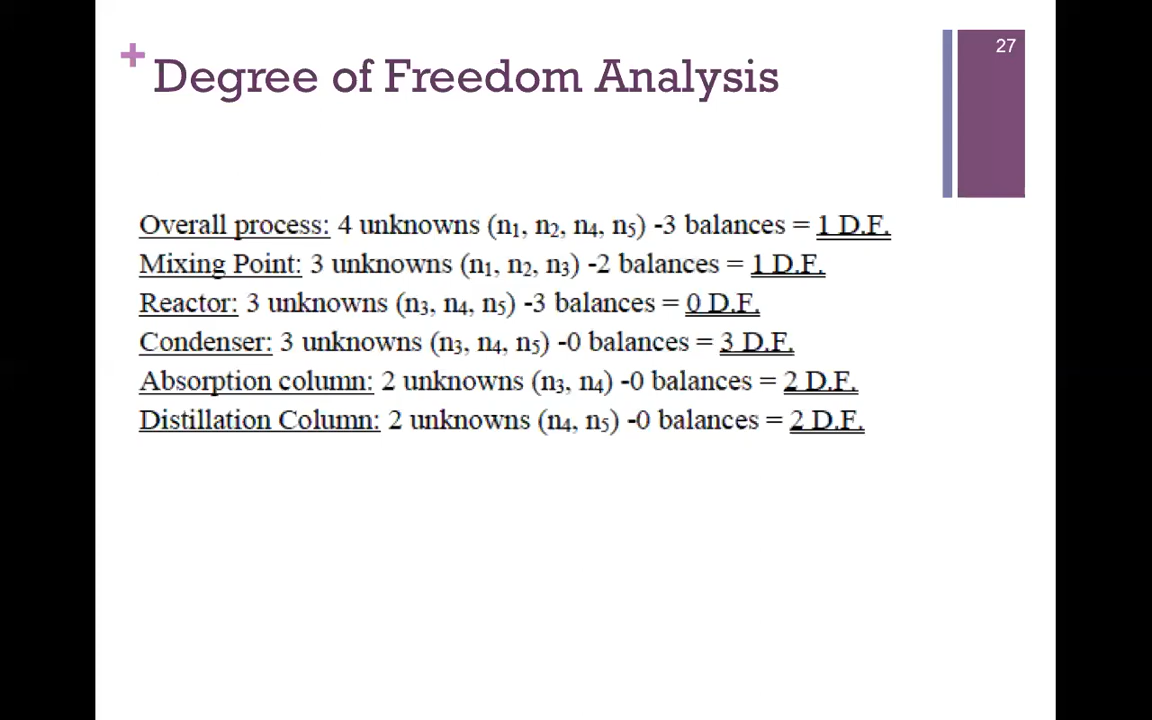 27
+ Degree of Freedom Analysis
Overall process: 4 unknowns (n₁, n₂, n₄, n₅) -3 balances = 1 D.F.
Mixing Point: 3 unknowns (n₁, n₂, n₃) -2 balances = 1 D.F.
Reactor: 3 unknowns (n₃, n₄, n₅) -3 balances = 0 D.F.
Condenser: 3 unknowns (n₃, n₄, n₅) -0 balances = 3 D.F.
Absorption column: 2 unknowns (n₃, n₄) -0 balances = 2 D.F.
Distillation Column: 2 unknowns (n₄, n₅) -0 balances = 2 D.F.